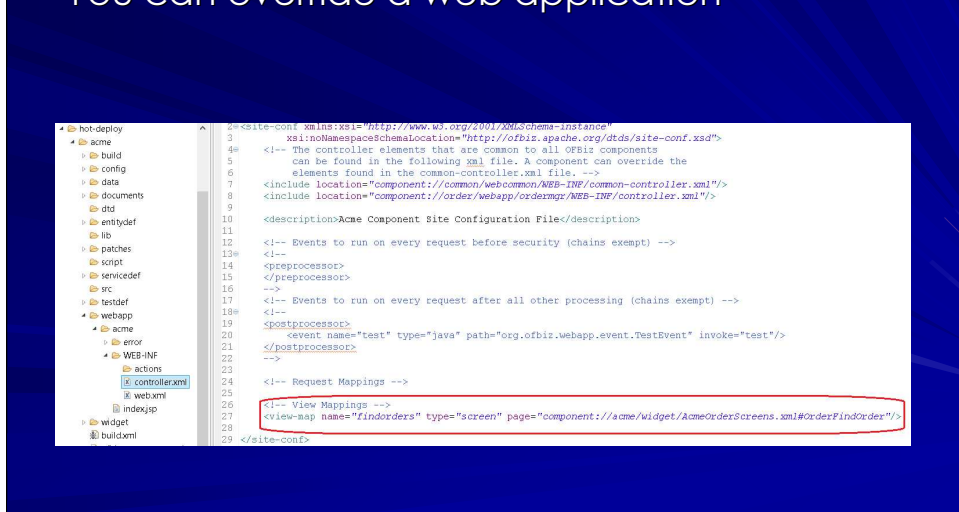 You can override a web application
hot-deploy
acme
build
config
data
documents
dtd
entitydef
lib
patches
script
servicedef
src
testdef
webapp
acme
error
WEB-INF
actions
controller.xml
web.xml
index.jsp
widget
build.xml
2 <site-conf xmlns:xsi="http://www.w3.org/2001/XMLSchema-instance"
3 xsi:noNamespaceSchemaLocation="http://ofbiz.apache.org/dtds/site-conf.xsd">
4 <!-- The controller elements that are common to all OFBiz components
5 can be found in the following xml file. A component can override the
6 elements found in the common-controller.xml file. -->
7 <include location="component://common/webcommon/WEB-INF/common-controller.xml"/>
8 <include location="component://order/webapp/ordermgr/WEB-INF/controller.xml"/>
9
10 <description>Acme Component Site Configuration File</description>
11
12 <!-- Events to run on every request before security (chains exempt) -->
13 <!--
14 <preprocessor>
15 </preprocessor>
16 -->
17 <!-- Events to run on every request after all other processing (chains exempt) -->
18 <!--
19 <postprocessor>
20 <event name="test" type="java" path="org.ofbiz.webapp.event.TestEvent" invoke="test"/>
21 </postprocessor>
22 -->
23
24 <!-- Request Mappings -->
25
26 <!-- View Mappings -->
27 <view-map name="findorders" type="screen" page="component://acme/widget/AcmeOrderScreens.xml#OrderFindOrder"/>
28
29 </site-conf>